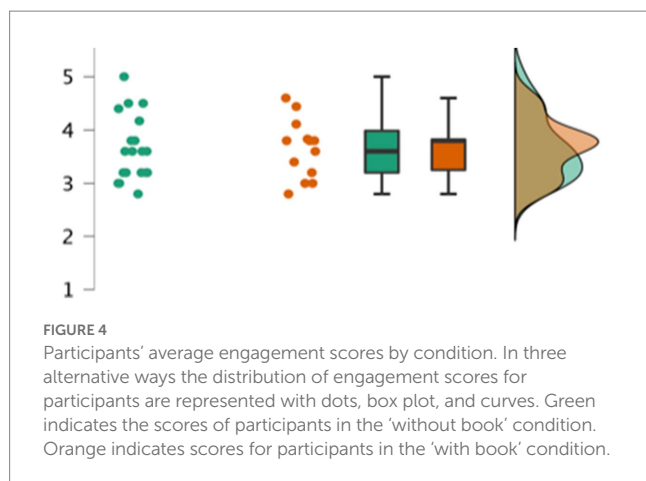 5
4
3
2
1
FIGURE 4
Participants’ average engagement scores by condition. In three
alternative ways the distribution of engagement scores for
participants are represented with dots, box plot, and curves. Green
indicates the scores of participants in the ‘without book’ condition.
Orange indicates scores for participants in the ‘with book’ condition.